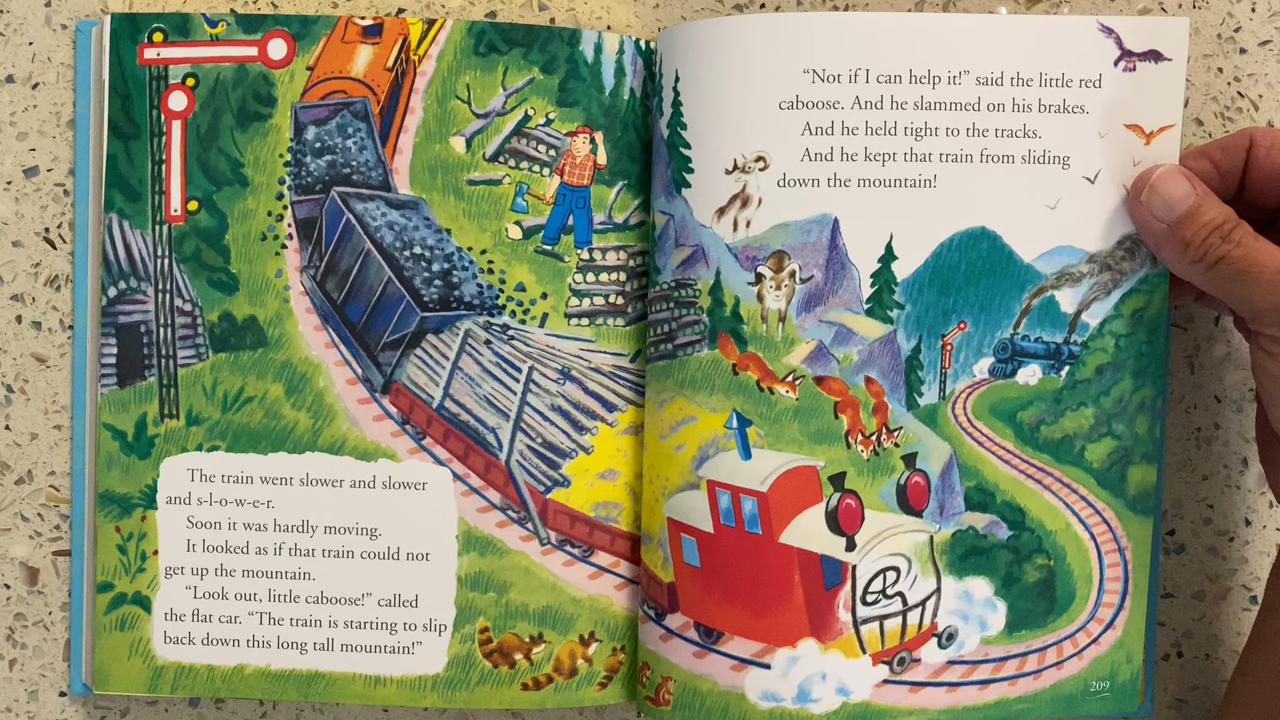 The train went slower and slower
and s-l-o-w-e-r.
Soon it was hardly moving.
It looked as if that train could not
get up the mountain.
“Look out, little caboose!” called
the flat car. “The train is starting to slip
back down this long tall mountain!”
“Not if I can help it!” said the little red
caboose. And he slammed on his brakes.
And he held tight to the tracks.
And he kept that train from sliding
down the mountain!
209